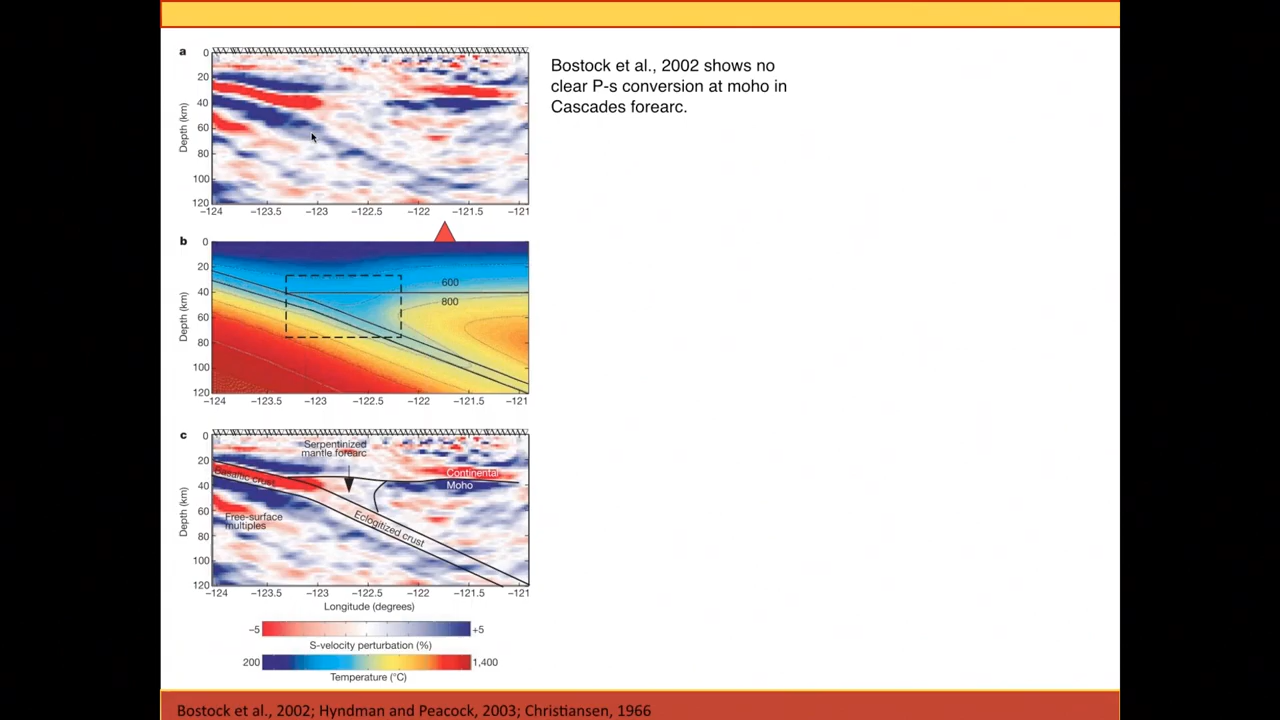 Bostock et al., 2002 shows no
clear P-s conversion at moho in
Cascades forearc.
a
0
20
40
60
80
100
120
Depth (km)
−124
−123.5
−123
−122.5
−122
−121.5
−121
b
0
20
40
60
80
100
120
Depth (km)
600
800
−124
−123.5
−123
−122.5
−122
−121.5
−121
c
0
20
40
60
80
100
120
Depth (km)
Serpentinized
mantle forearc
Basaltic crust
Continental
Moho
Free-surface
multiples
Eclogitized crust
−124
−123.5
−123
−122.5
−122
−121.5
−121
Longitude (degrees)
−5
+5
S-velocity perturbation (%)
200
1,400
Temperature (°C)
Bostock et al., 2002; Hyndman and Peacock, 2003; Christiansen, 1966